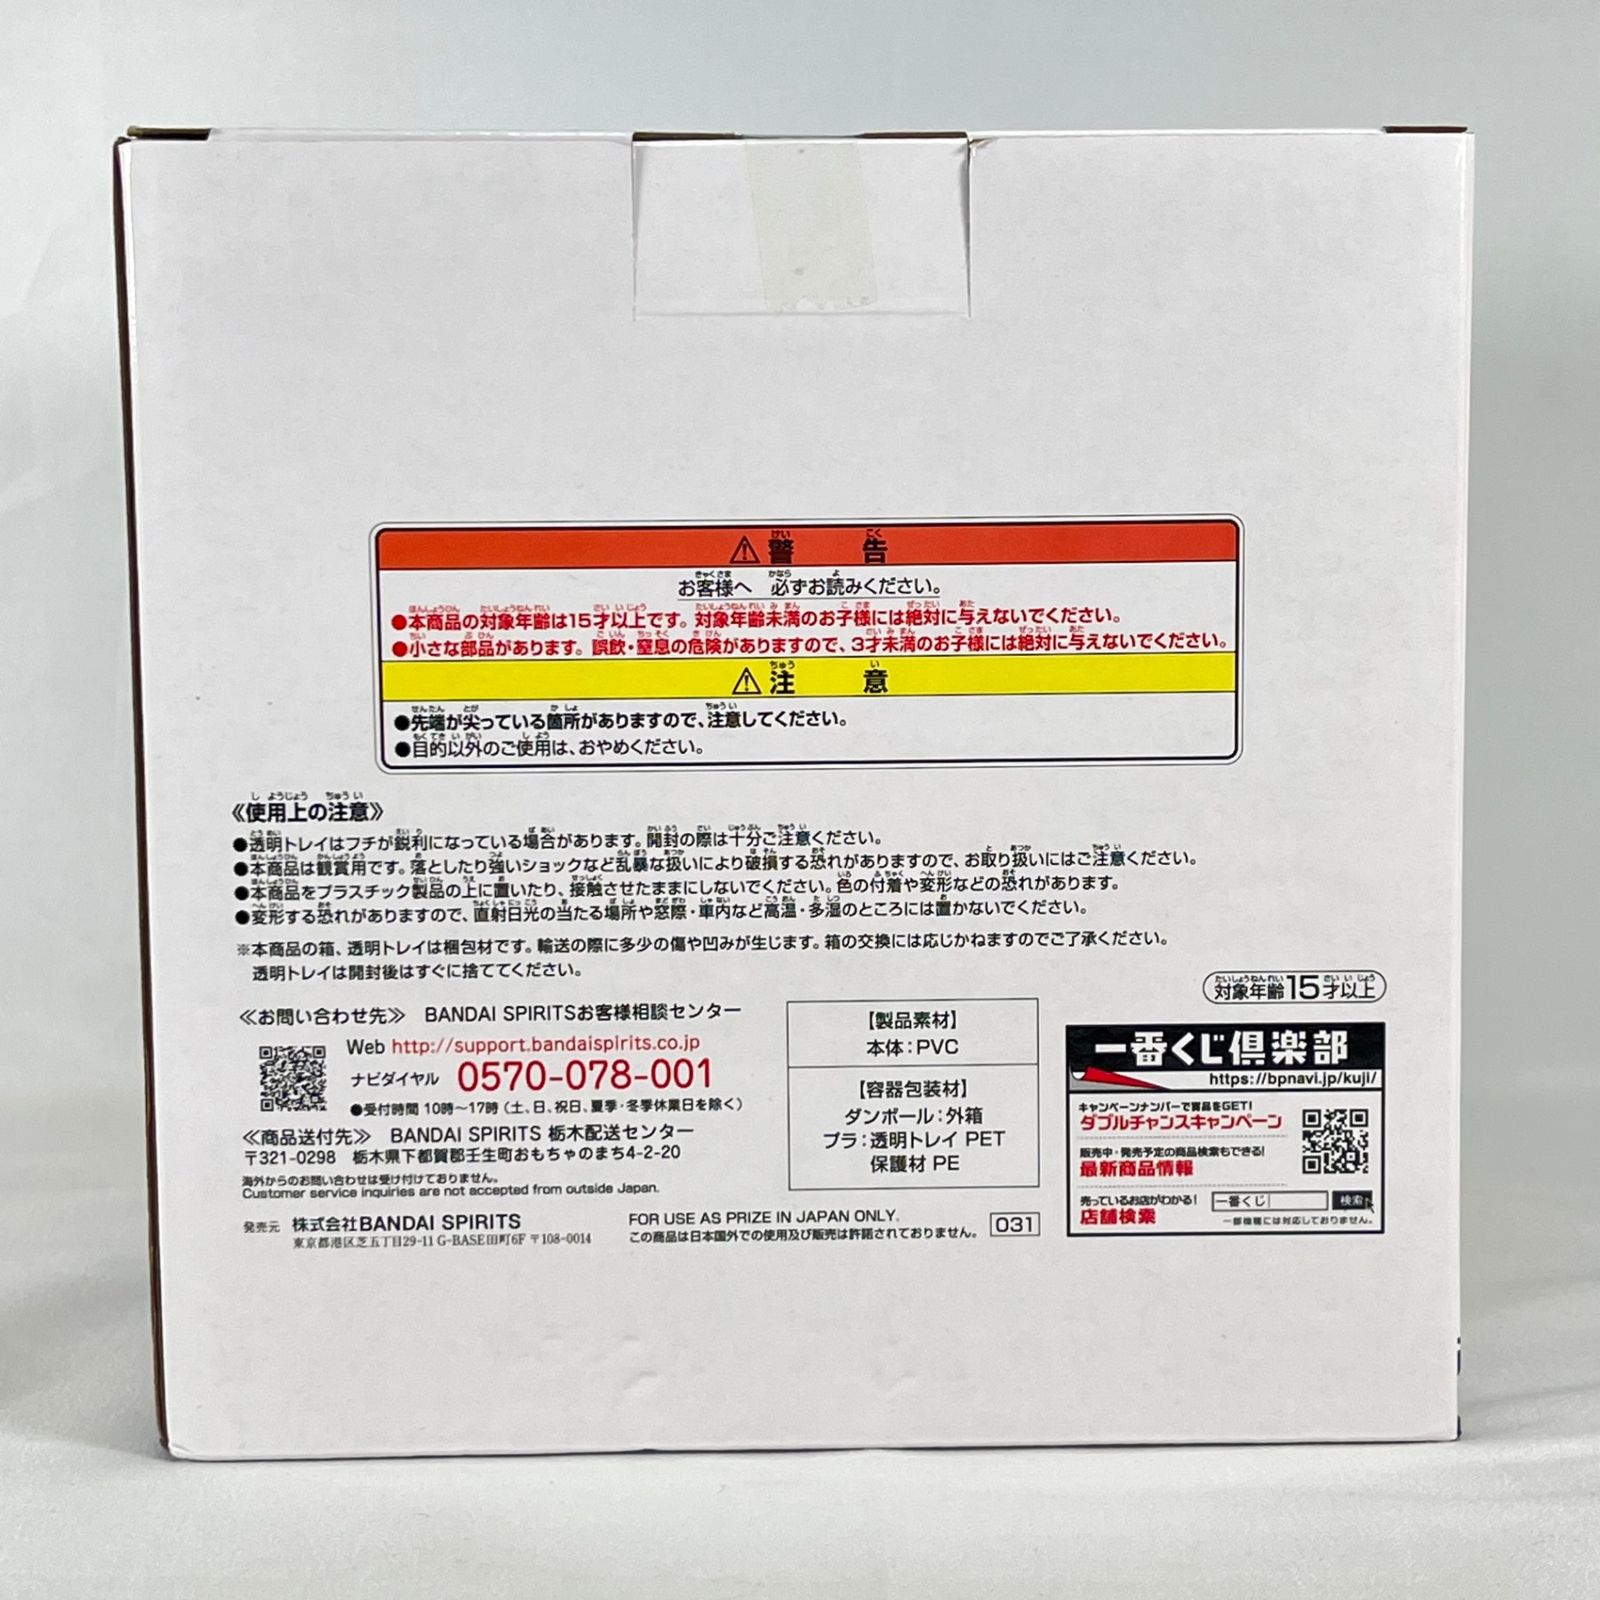 ⚠警告
お客様へ 必ずお読みください。
●本商品の対象年齢は15才以上です。対象年齢未満のお子様には絶対に与えないでください。
●小さな部品があります。誤飲・窒息の危険がありますので、3才未満のお子様には絶対に与えないでください。
⚠注意
●先端が尖っている箇所がありますので、注意してください。
●目的以外のご使用は、おやめください。
《使用上の注意》
●透明トレイはフチが鋭利になっている場合があります。開封の際は十分ご注意ください。
●本商品は観賞用です。落としたり強いショックなど乱暴な扱いにより破損する恐れがありますので、お取り扱いにはご注意ください。
●本商品をプラスチック製品の上に置いたり、接触させたままにしないでください。色の付着や変形などの恐れがあります。
●変形する恐れがありますので、直射日光の当たる場所や窓際・車内など高温・多湿のところには置かないでください。
※本商品の箱、透明トレイは梱包材です。輸送の際に多少の傷や凹みが生じます。箱の交換には応じかねますのでご了承ください。
透明トレイは開封後はすぐに捨ててください。
対象年齢15才以上
≪お問い合わせ先≫ BANDAI SPIRITSお客様相談センター
Web http://support.bandaispirits.co.jp
ナビダイヤル 0570-078-001
●受付時間 10時～17時(土、日、祝日、夏季・冬季休業日を除く)
≪商品送付先≫ BANDAI SPIRITS 栃木配送センター
〒321-0298 栃木県下都賀郡壬生町おもちゃのまち4-2-20
海外からのお問い合わせは受け付けておりません。
Customer service inquiries are not accepted from outside Japan.
発売元 株式会社BANDAI SPIRITS
東京都港区芝五丁目29-11 G-BASE田町6F 〒108-0014
【製品素材】
本体:PVC
【容器包装材】
ダンボール:外箱
プラ:透明トレイ PET
保護材 PE
FOR USE AS PRIZE IN JAPAN ONLY.
この商品は日本国外での使用及び販売は許諾されておりません。
031
一番くじ倶楽部
https://bpnavi.jp/kuji/
キャンペーンナンバーで賞品をGET!
ダブルチャンスキャンペーン
販売中・発売予定の商品検索もできる!
最新商品情報
売っているお店がわかる!
店舗検索
一番くじ 検索
一部機種には対応しておりません。